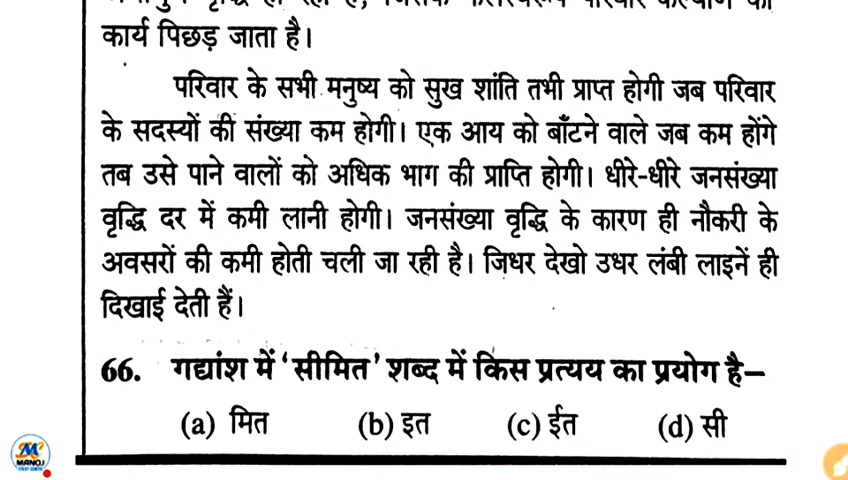 कार्य पिछड़ जाता है।
परिवार के सभी मनुष्य को सुख शांति तभी प्राप्त होगी जब परिवार
के सदस्यों की संख्या कम होगी। एक आय को बाँटने वाले जब कम होंगे
तब उसे पाने वालों को अधिक भाग की प्राप्ति होगी। धीरे-धीरे जनसंख्या
वृद्धि दर में कमी लानी होगी। जनसंख्या वृद्धि के कारण ही नौकरी के
अवसरों की कमी होती चली जा रही है। जिधर देखो उधर लंबी लाइनें ही
दिखाई देती हैं।
66. गद्यांश में 'सीमित' शब्द में किस प्रत्यय का प्रयोग है–
(a) मित (b) इत (c) ईत (d) सी
MANOJ